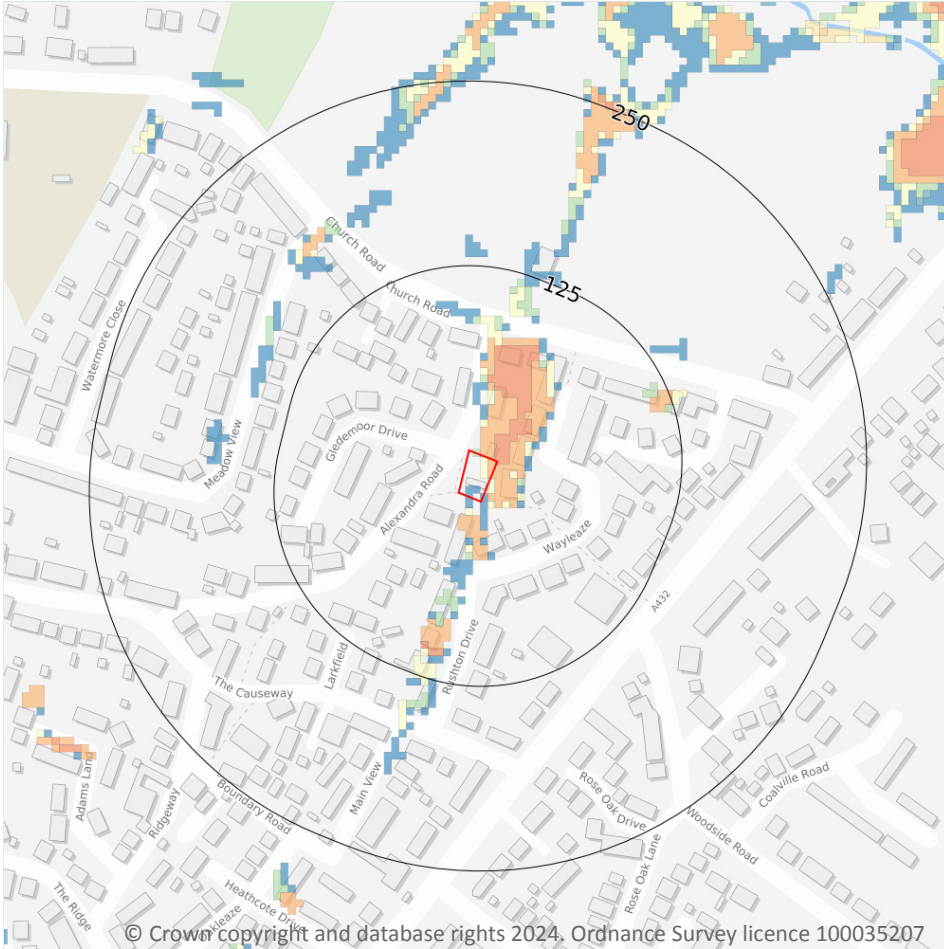 250
Church Road
125
Church Road
Watermore Close
Gledemoor Drive
Meadow View
Alexandra Road
Wayleaze
A432
Rushton Drive
Larkfield
The Causeway
Adams Land
Main View
Ridgeway
Boundary Road
Rose Oak Drive
Coalville Road
Woodside Road
Rose Oak Lane
The Ridge
Heathcote Drive
© Crown copyright and database rights 2024. Ordnance Survey licence 100035207